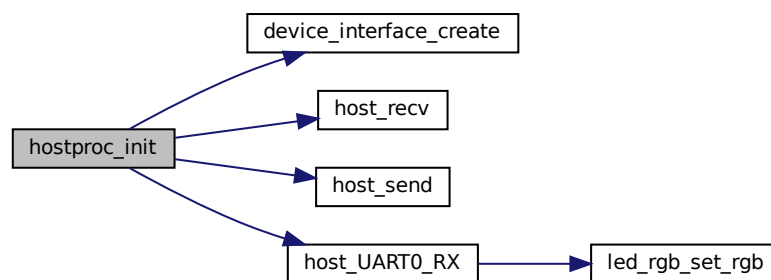 device_interface_create
host_recv
hostproc_init
host_send
host_UART0_RX
led_rgb_set_rgb